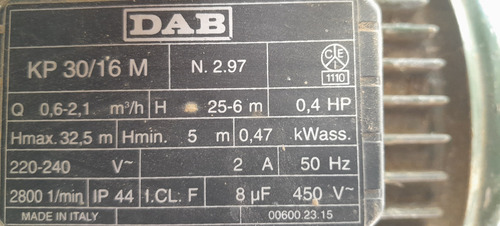 DAB
KP 30/16 M N. 2.97 CE 1110
Q 0,6-2,1 m³/h H 25-6 m 0,4 HP
Hmax. 32,5 m Hmin. 5 m 0,47 kWass.
220-240 V~ 2 A 50 Hz
2800 1/min IP 44 I.CL: F 8 µF 450 V~
MADE IN ITALY 00600.23.15